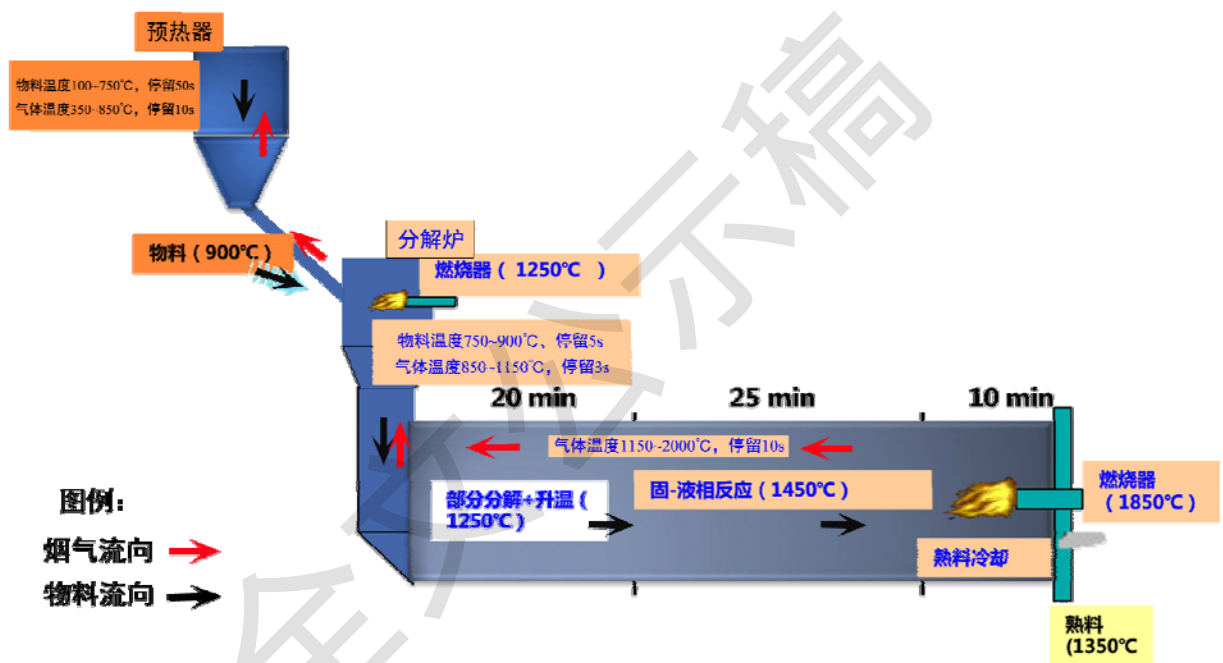 预热器
物料温度100~750℃，停留50s
气体温度350~850℃，停留10s
物料（900℃）
分解炉
燃烧器（ 1250℃ ）
物料温度750~900℃、停留5s
气体温度850~1150℃，停留3s
20 min
25 min
10 min
气体温度1150~2000℃，停留10s
部分分解+升温（
1250℃）
固-液相反应（1450℃）
燃烧器
（1850℃）
熟料冷却
熟料
(1350℃
图例：
烟气流向
物料流向
全文公示稿